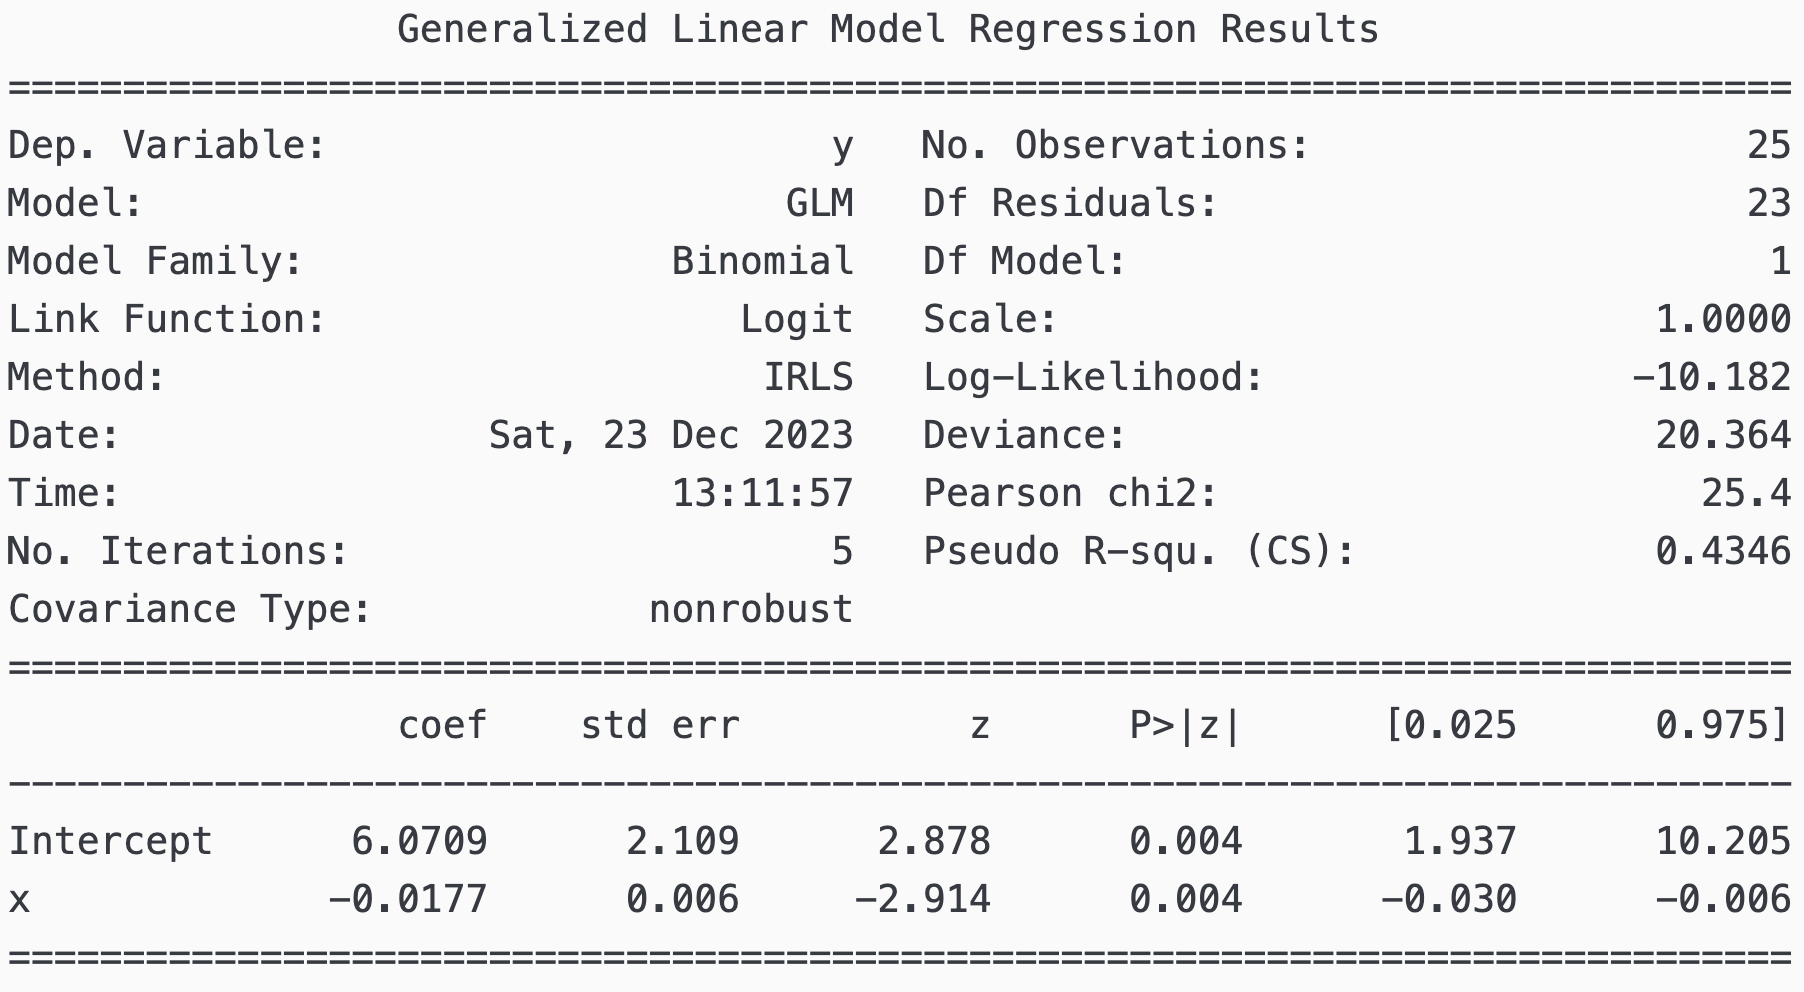 Generalized Linear Model Regression Results
==============================================================================
Dep. Variable:                      y   No. Observations:                   25
Model:                            GLM   Df Residuals:                       23
Model Family:                Binomial   Df Model:                            1
Link Function:                  Logit   Scale:                          1.0000
Method:                          IRLS   Log-Likelihood:                -10.182
Date:                Sat, 23 Dec 2023   Deviance:                       20.364
Time:                        13:11:57   Pearson chi2:                     25.4
No. Iterations:                     5   Pseudo R-squ. (CS):             0.4346
Covariance Type:            nonrobust
==============================================================================
                 coef    std err          z      P>|z|      [0.025      0.975]
------------------------------------------------------------------------------
Intercept      6.0709      2.109      2.878      0.004       1.937      10.205
x             -0.0177      0.006     -2.914      0.004      -0.030      -0.006
==============================================================================